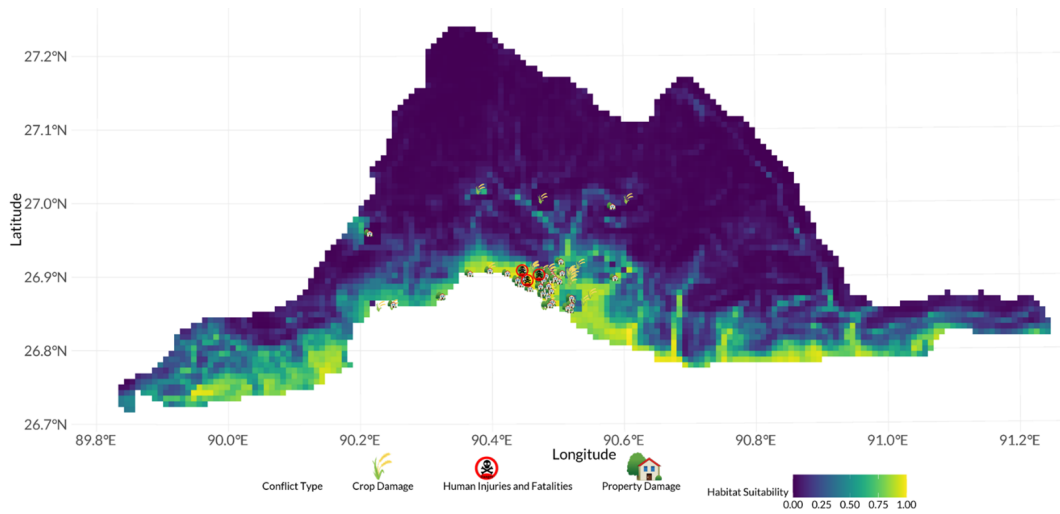 27.2°N
27.1°N
27.0°N
26.9°N
26.8°N
26.7°N
Latitude
89.8°E 90.0°E 90.2°E 90.4°E 90.6°E 90.8°E 91.0°E 91.2°E
Longitude
Conflict Type Crop Damage Human Injuries and Fatalities Property Damage
Habitat Suitability
0.00 0.25 0.50 0.75 1.00